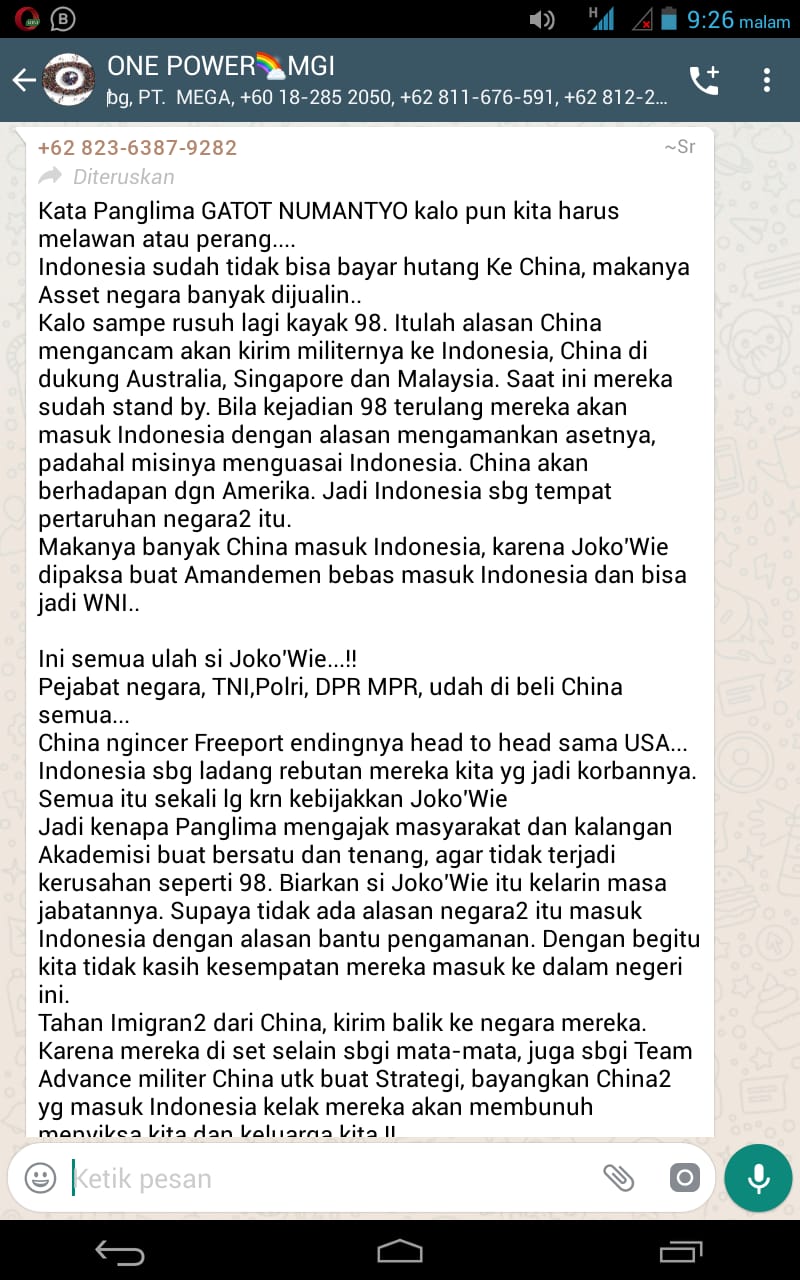 B
H
9:26 malam
ONE POWER🌈MGI
bg, PT. MEGA, +60 18-285 2050, +62 811-676-591, +62 812-2...
+62 823-6387-9282
~Sr
Diteruskan
Kata Panglima GATOT NUMANTYO kalo pun kita harus
melawan atau perang....
Indonesia sudah tidak bisa bayar hutang Ke China, makanya
Asset negara banyak dijualin..
Kalo sampe rusuh lagi kayak 98. Itulah alasan China
mengancam akan kirim militernya ke Indonesia, China di
dukung Australia, Singapore dan Malaysia. Saat ini mereka
sudah stand by. Bila kejadian 98 terulang mereka akan
masuk Indonesia dengan alasan mengamankan asetnya,
padahal misinya menguasai Indonesia. China akan
berhadapan dgn Amerika. Jadi Indonesia sbg tempat
pertaruhan negara2 itu.
Makanya banyak China masuk Indonesia, karena Joko'Wie
dipaksa buat Amandemen bebas masuk Indonesia dan bisa
jadi WNI..
Ini semua ulah si Joko'Wie...!!
Pejabat negara, TNI,Polri, DPR MPR, udah di beli China
semua...
China ngincer Freeport endingnya head to head sama USA...
Indonesia sbg ladang rebutan mereka kita yg jadi korbannya.
Semua itu sekali lg krn kebijakkan Joko'Wie
Jadi kenapa Panglima mengajak masyarakat dan kalangan
Akademisi buat bersatu dan tenang, agar tidak terjadi
kerusahan seperti 98. Biarkan si Joko'Wie itu kelarin masa
jabatannya. Supaya tidak ada alasan negara2 itu masuk
Indonesia dengan alasan bantu pengamanan. Dengan begitu
kita tidak kasih kesempatan mereka masuk ke dalam negeri
ini.
Tahan Imigran2 dari China, kirim balik ke negara mereka.
Karena mereka di set selain sbgi mata-mata, juga sbgi Team
Advance militer China utk buat Strategi, bayangkan China2
yg masuk Indonesia kelak mereka akan membunuh
menyiksa kita dan keluarga kita !!
Ketik pesan